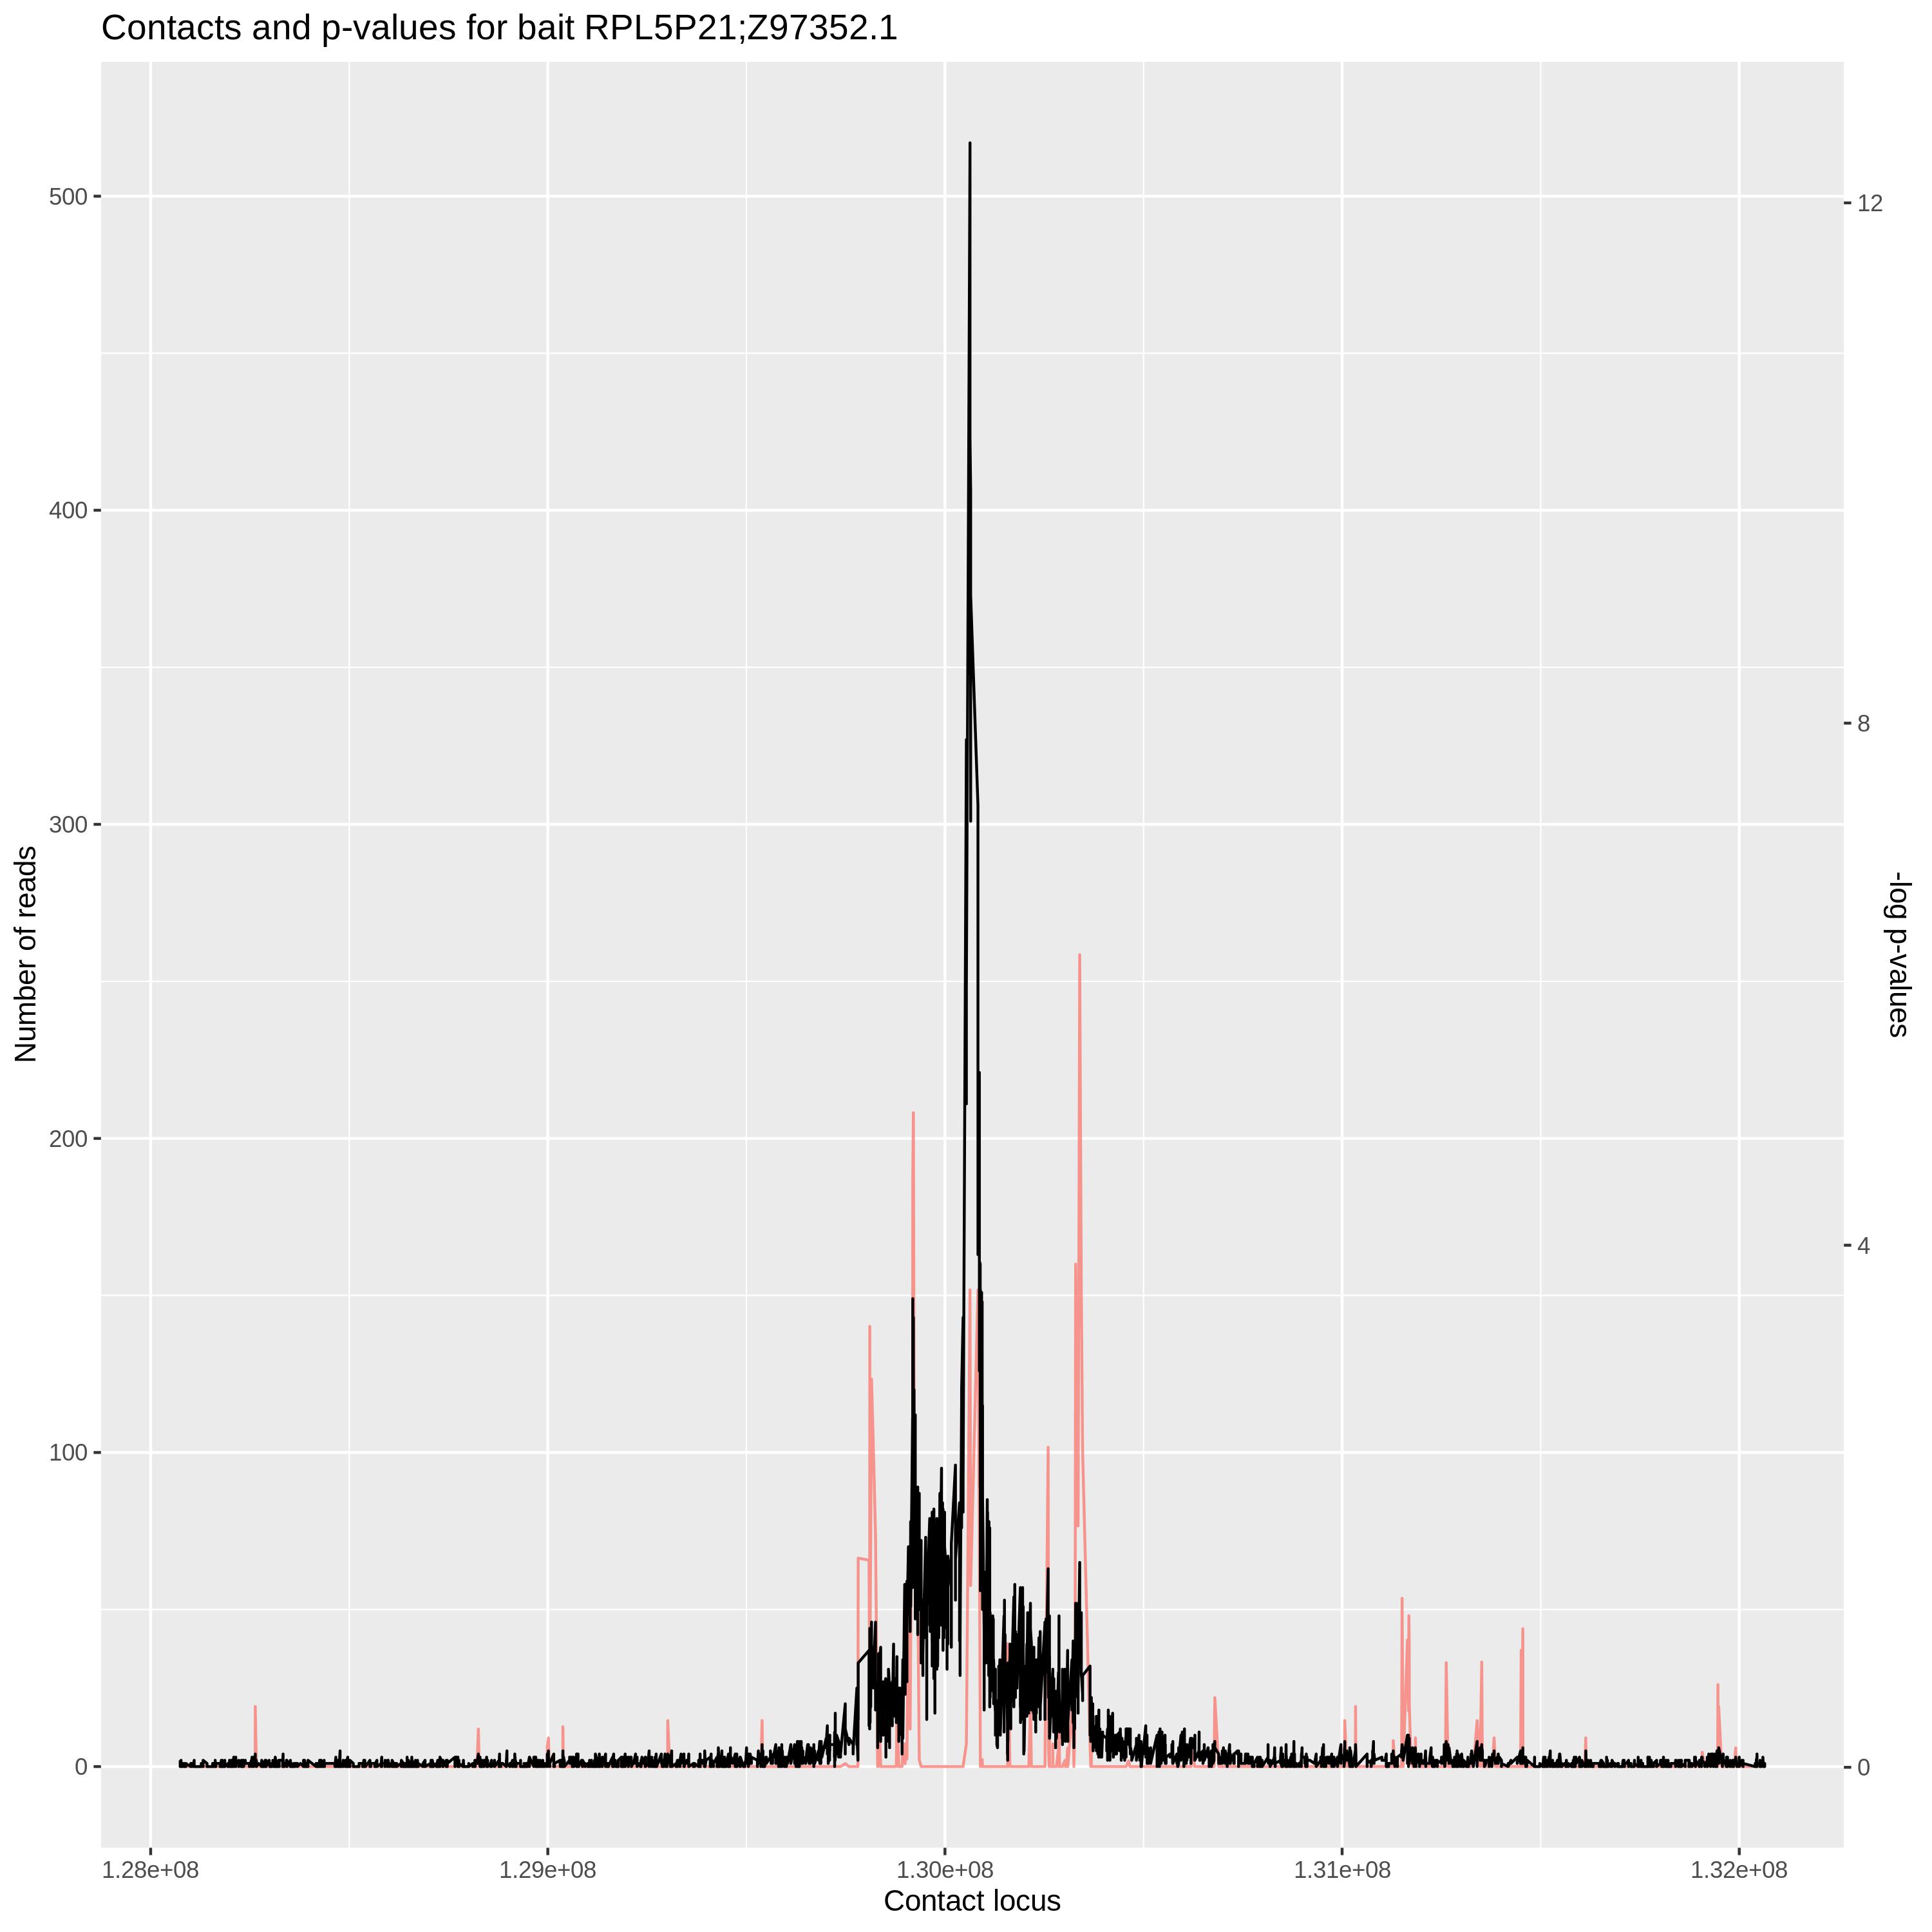 Contacts and p-values for bait RPL5P21;Z97352.1
500
400
300
200
100
0
Number of reads
12
8
4
0
-log p-values
1.28e+08
1.29e+08
1.30e+08
1.31e+08
1.32e+08
Contact locus